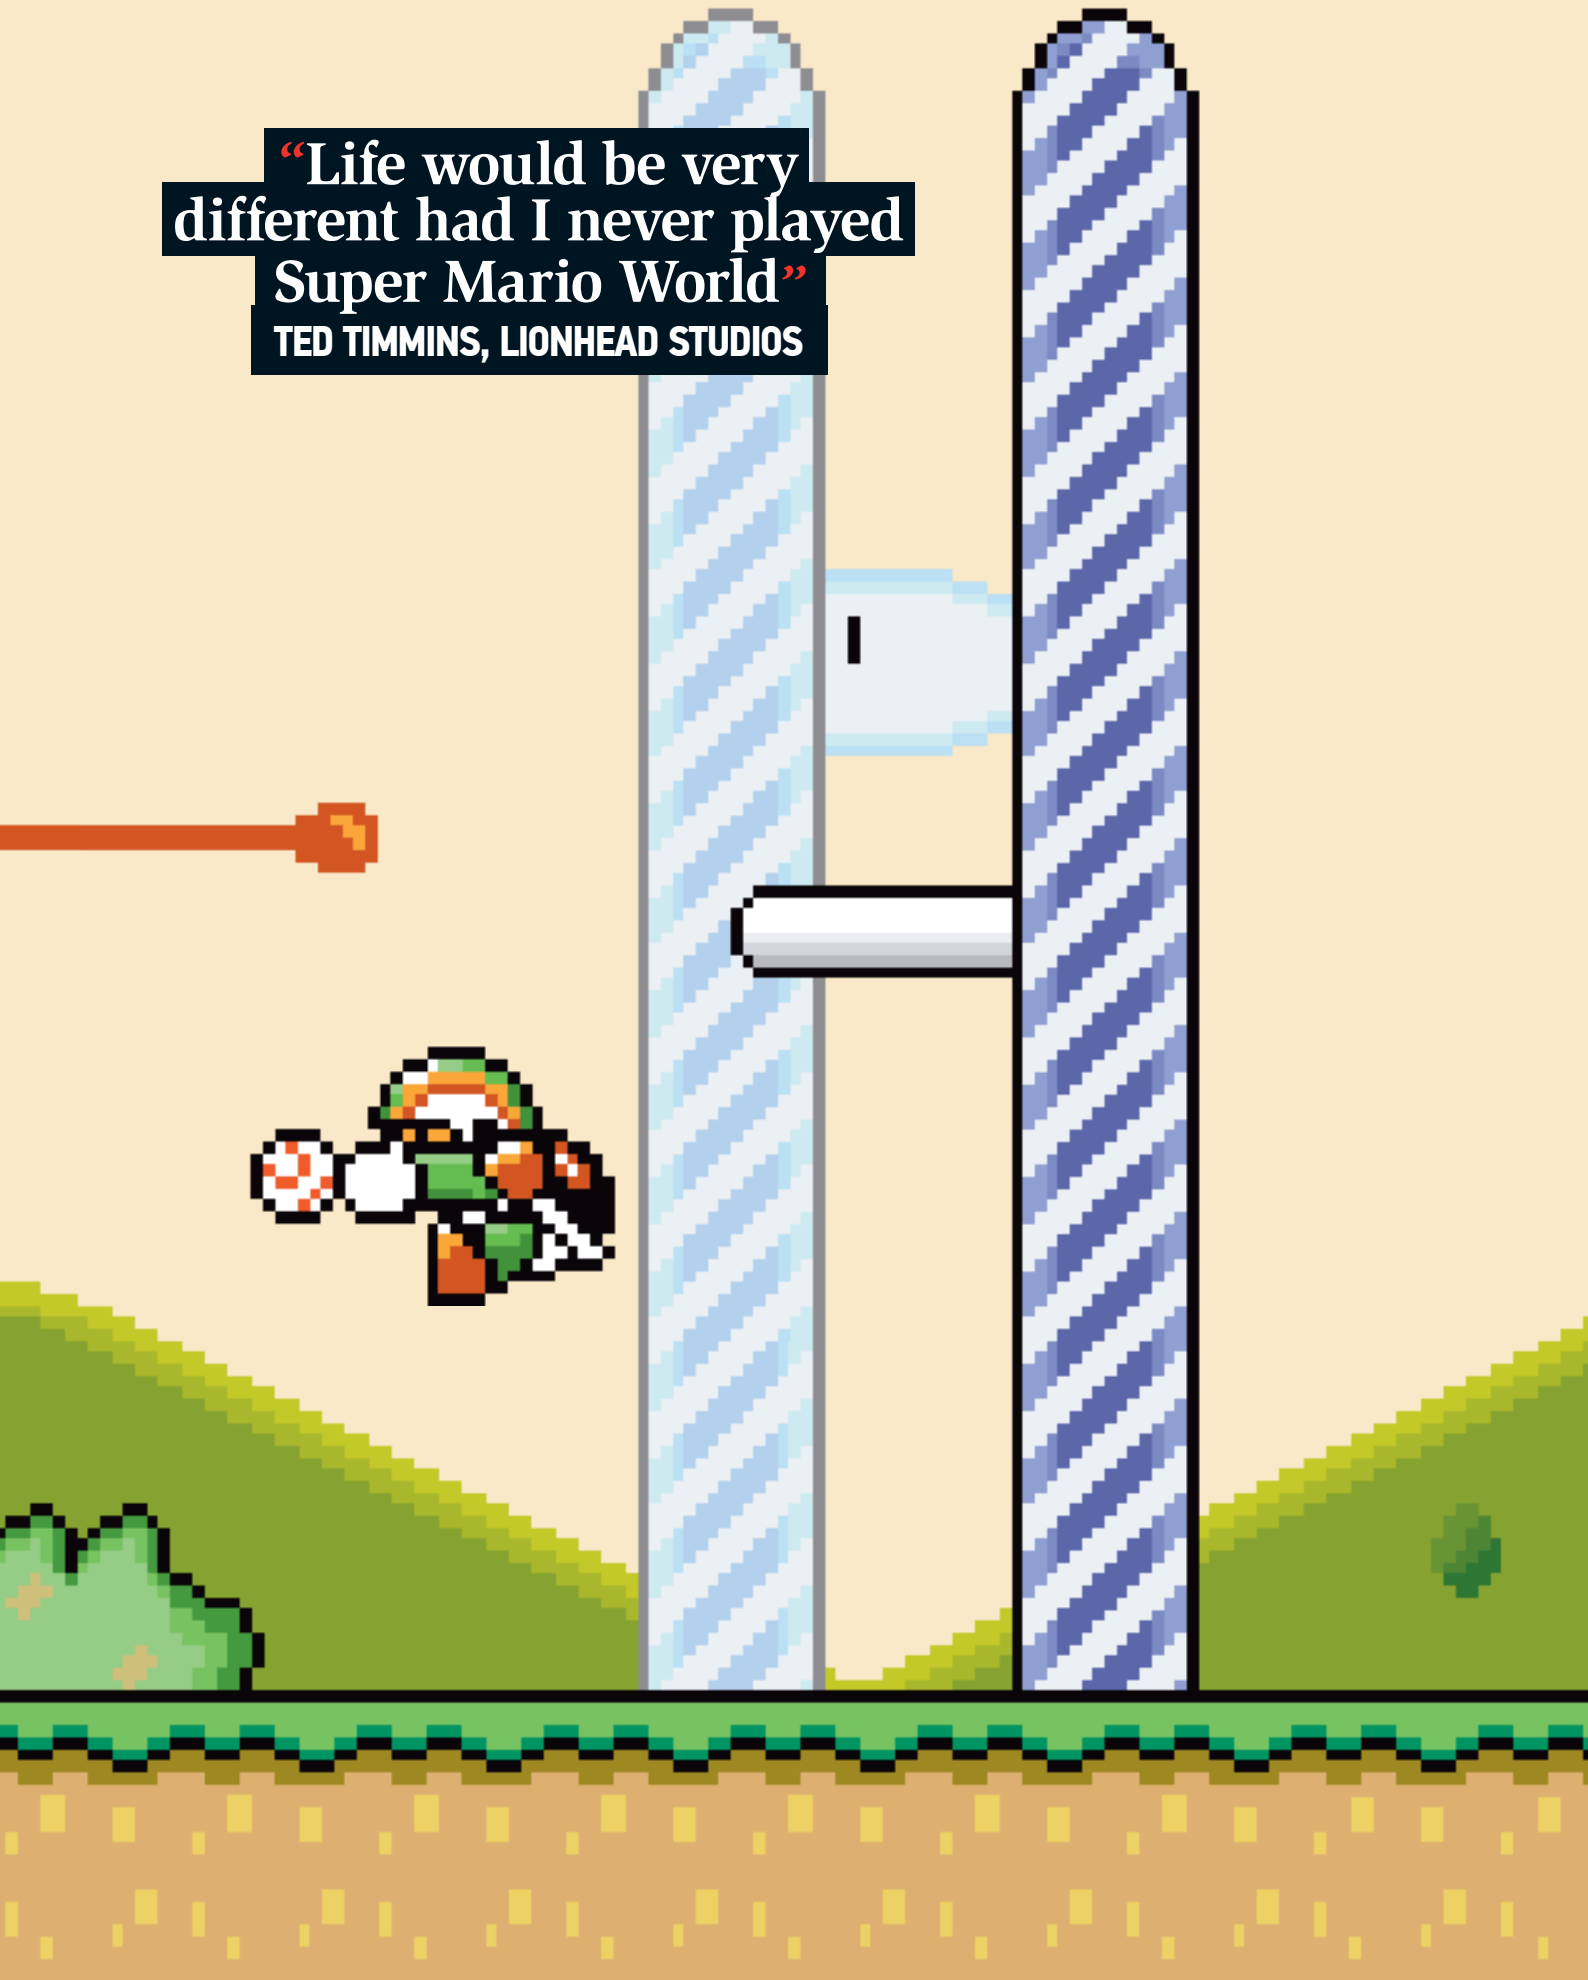 “Life would be very
different had I never played
Super Mario World”
TED TIMMINS, LIONHEAD STUDIOS